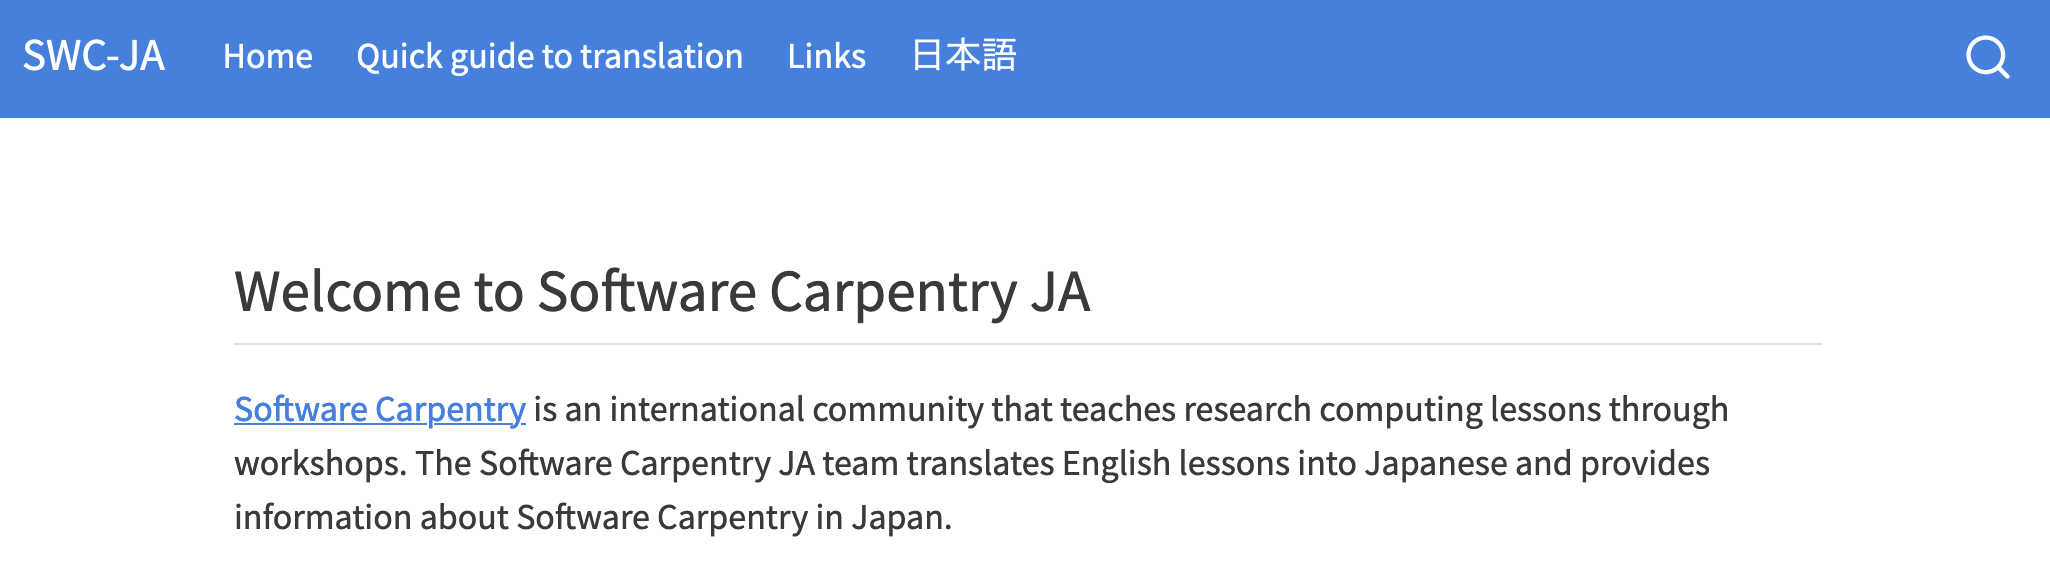 SWC-JA Home Quick guide to translation Links 日本語
Welcome to Software Carpentry JA
Software Carpentry is an international community that teaches research computing lessons through
workshops. The Software Carpentry JA team translates English lessons into Japanese and provides
information about Software Carpentry in Japan.